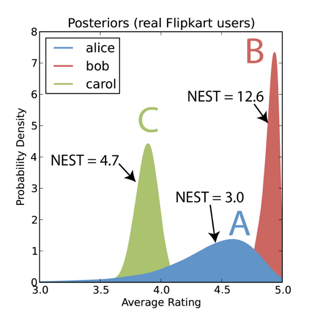 Posteriors (real Flipkart users)
alice
bob
carol
B
NEST = 12.6
C
NEST = 4.7
NEST = 3.0
A
Probability Density
8
7
6
5
4
3
2
1
0
3.0 3.5 4.0 4.5 5.0
Average Rating